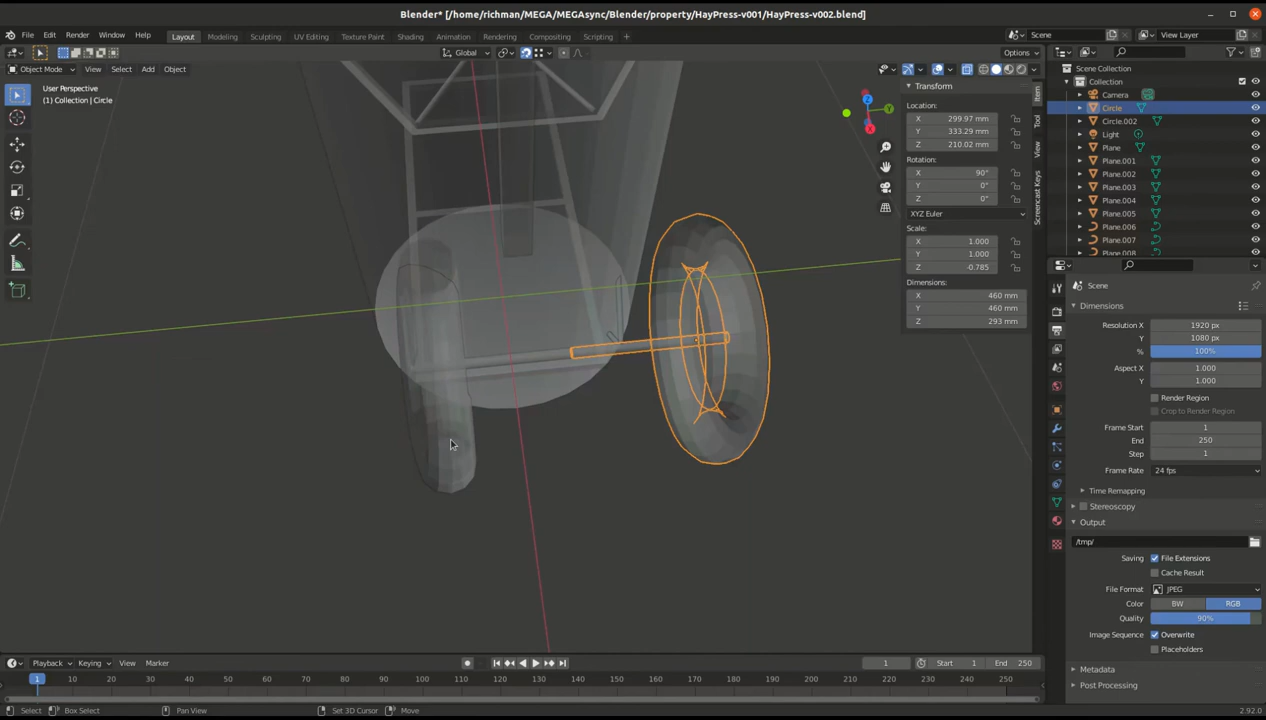 Blender* [/home/richman/MEGA/MEGAsync/Blender/property/HayPress-v001/HayPress-v002.blend]
File Edit Render Window Help Layout Modeling Sculpting UV Editing Texture Paint Shading Animation Rendering Compositing Scripting + Scene View Layer
Global Options
Object Mode View Select Add Object
User Perspective
(1) Collection | Circle
Z
Y
X
Transform
Location:
X 299.97 mm
Y 333.29 mm
Z 210.02 mm
Rotation:
X 90°
Y 0°
Z 0°
XYZ Euler
Scale:
X 1.000
Y 1.000
Z -0.785
Dimensions:
X 460 mm
Y 460 mm
Z 293 mm
Item
Tool
View
Screencast Keys
Scene Collection
Collection
Camera
Circle
Circle.002
Light
Plane
Plane.001
Plane.002
Plane.003
Plane.004
Plane.005
Plane.006
Plane.007
Plane.008
Scene
Dimensions
Resolution X 1920 px
Y 1080 px
% 100%
Aspect X 1.000
Y 1.000
Render Region
Crop to Render Region
Frame Start 1
End 250
Step 1
Frame Rate 24 fps
Time Remapping
Stereoscopy
Output
/tmp/
Saving File Extensions
Cache Result
File Format JPEG
Color BW RGB
Quality 90%
Image Sequence Overwrite
Placeholders
Metadata
Post Processing
Playback Keying View Marker 1 Start 1 End 250
1 10 20 30 40 50 60 70 80 90 100 110 120 130 140 150 160 170 180 190 200 210 220 230 240 250
Select Box Select Pan View Set 3D Cursor Move 2.92.0